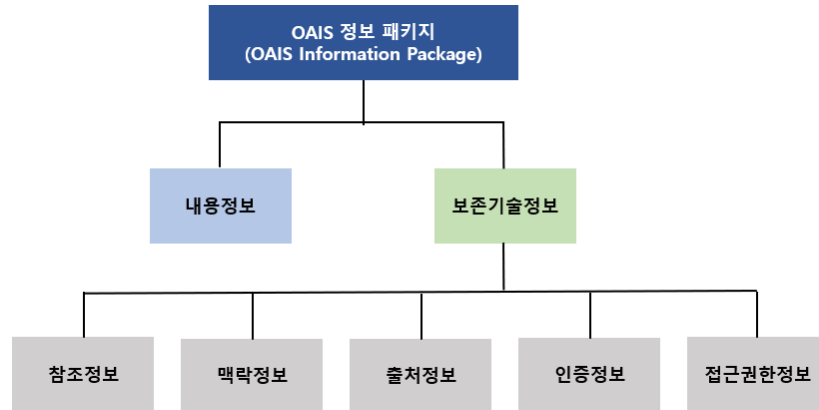 OAIS 정보 패키지
(OAIS Information Package)
내용정보
보존기술정보
참조정보
맥락정보
출처정보
인증정보
접근권한정보